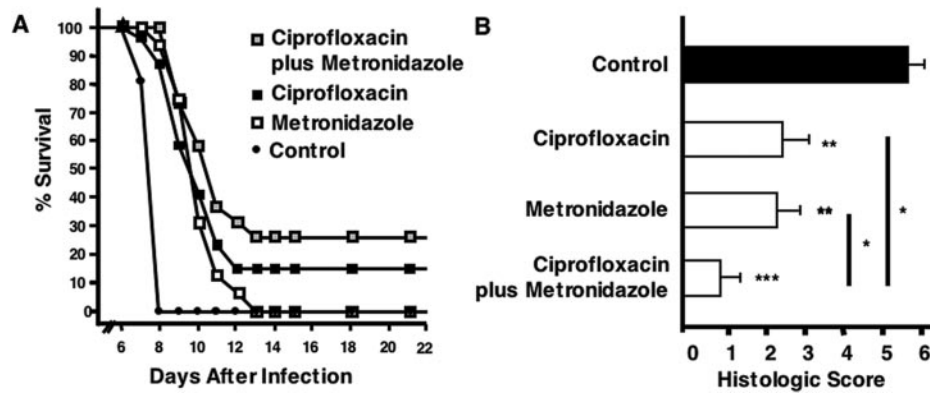 A
% Survival
100
90
80
70
60
50
40
30
20
10
0
6 8 10 12 14 16 18 20 22
Days After Infection
Ciprofloxacin
plus Metronidazole
Ciprofloxacin
Metronidazole
Control
B
Control
Ciprofloxacin
**
Metronidazole
**
Ciprofloxacin
plus Metronidazole
***
*
*
0 1 2 3 4 5 6
Histologic Score